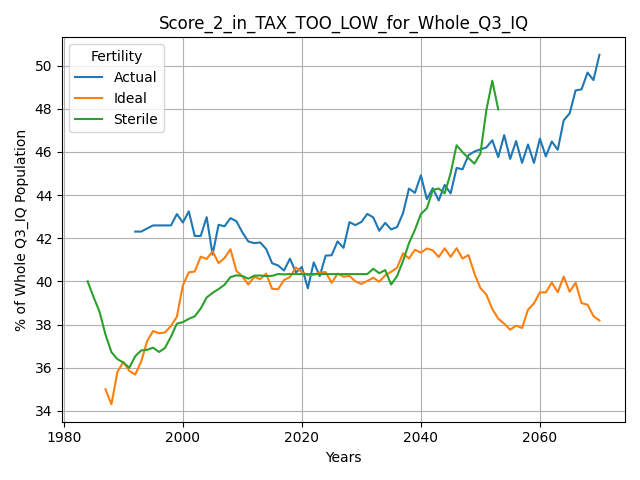 Score_2_in_TAX_TOO_LOW_for_Whole_Q3_IQ
Fertility
Actual
Ideal
Sterile
% of Whole Q3_IQ Population
50
48
46
44
42
40
38
36
34
1980
2000
2020
2040
2060
Years